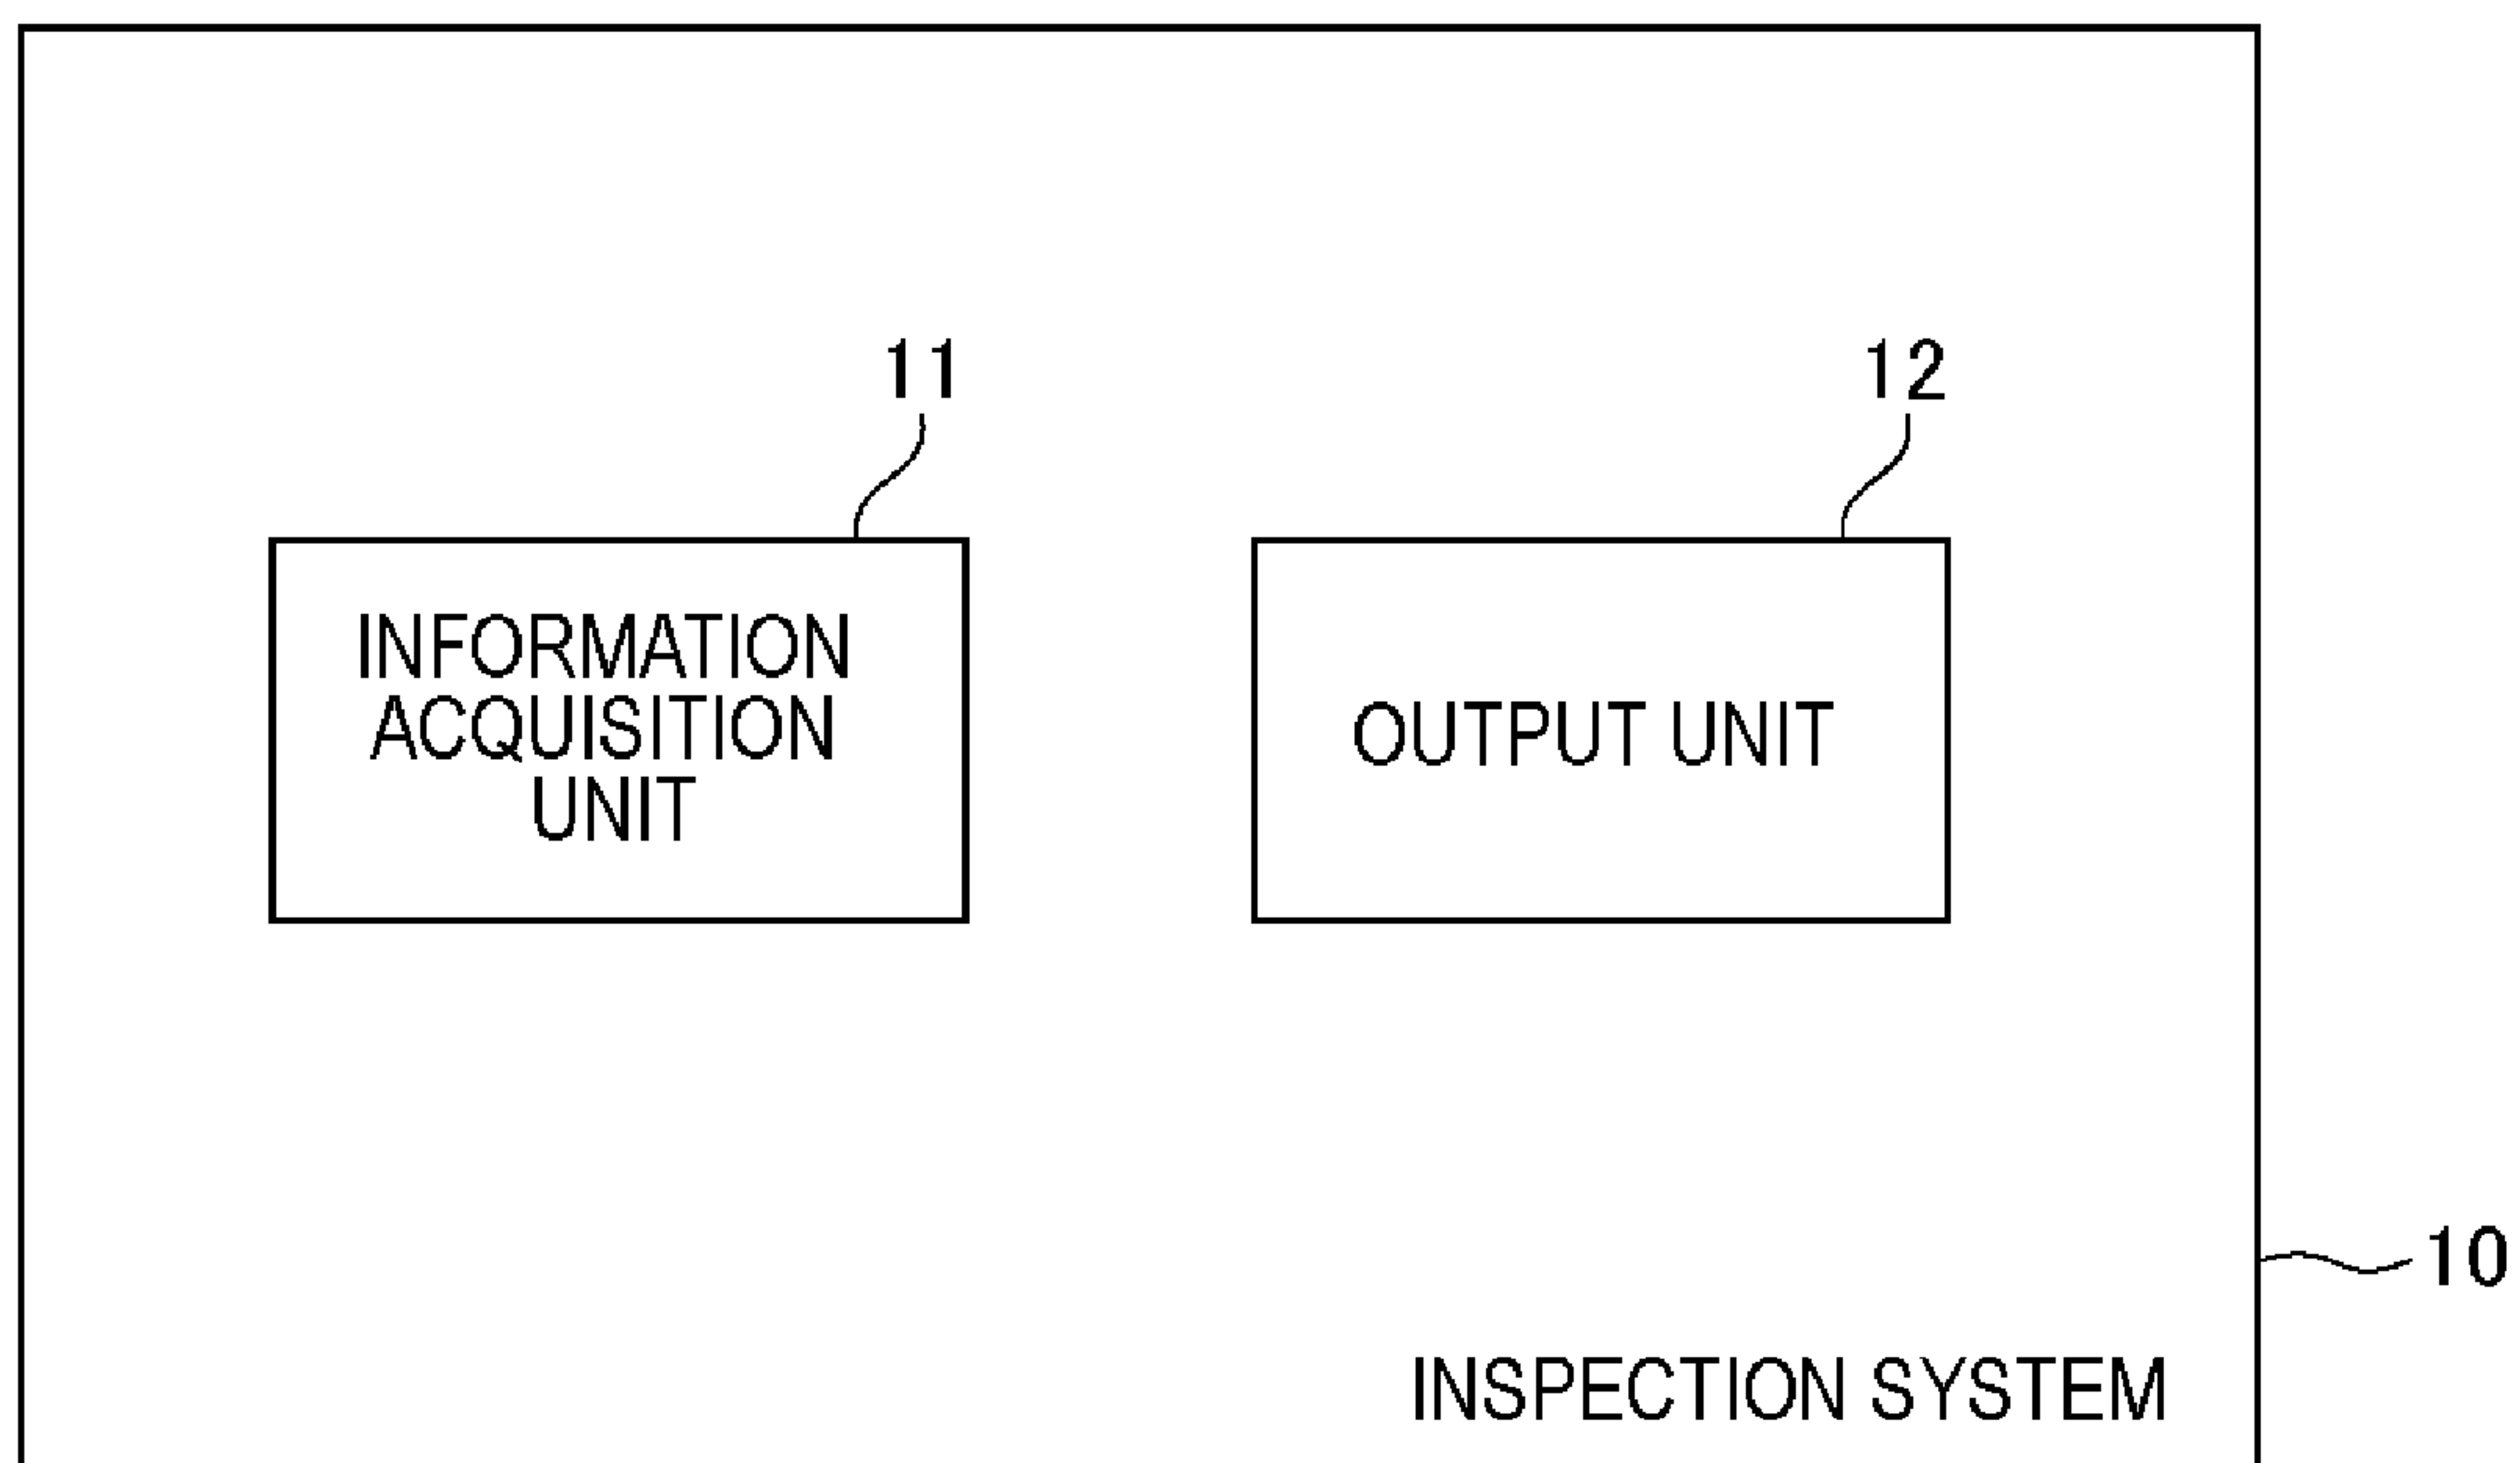 11
12
INFORMATION
ACQUISITION
UNIT
OUTPUT UNIT
10
INSPECTION SYSTEM